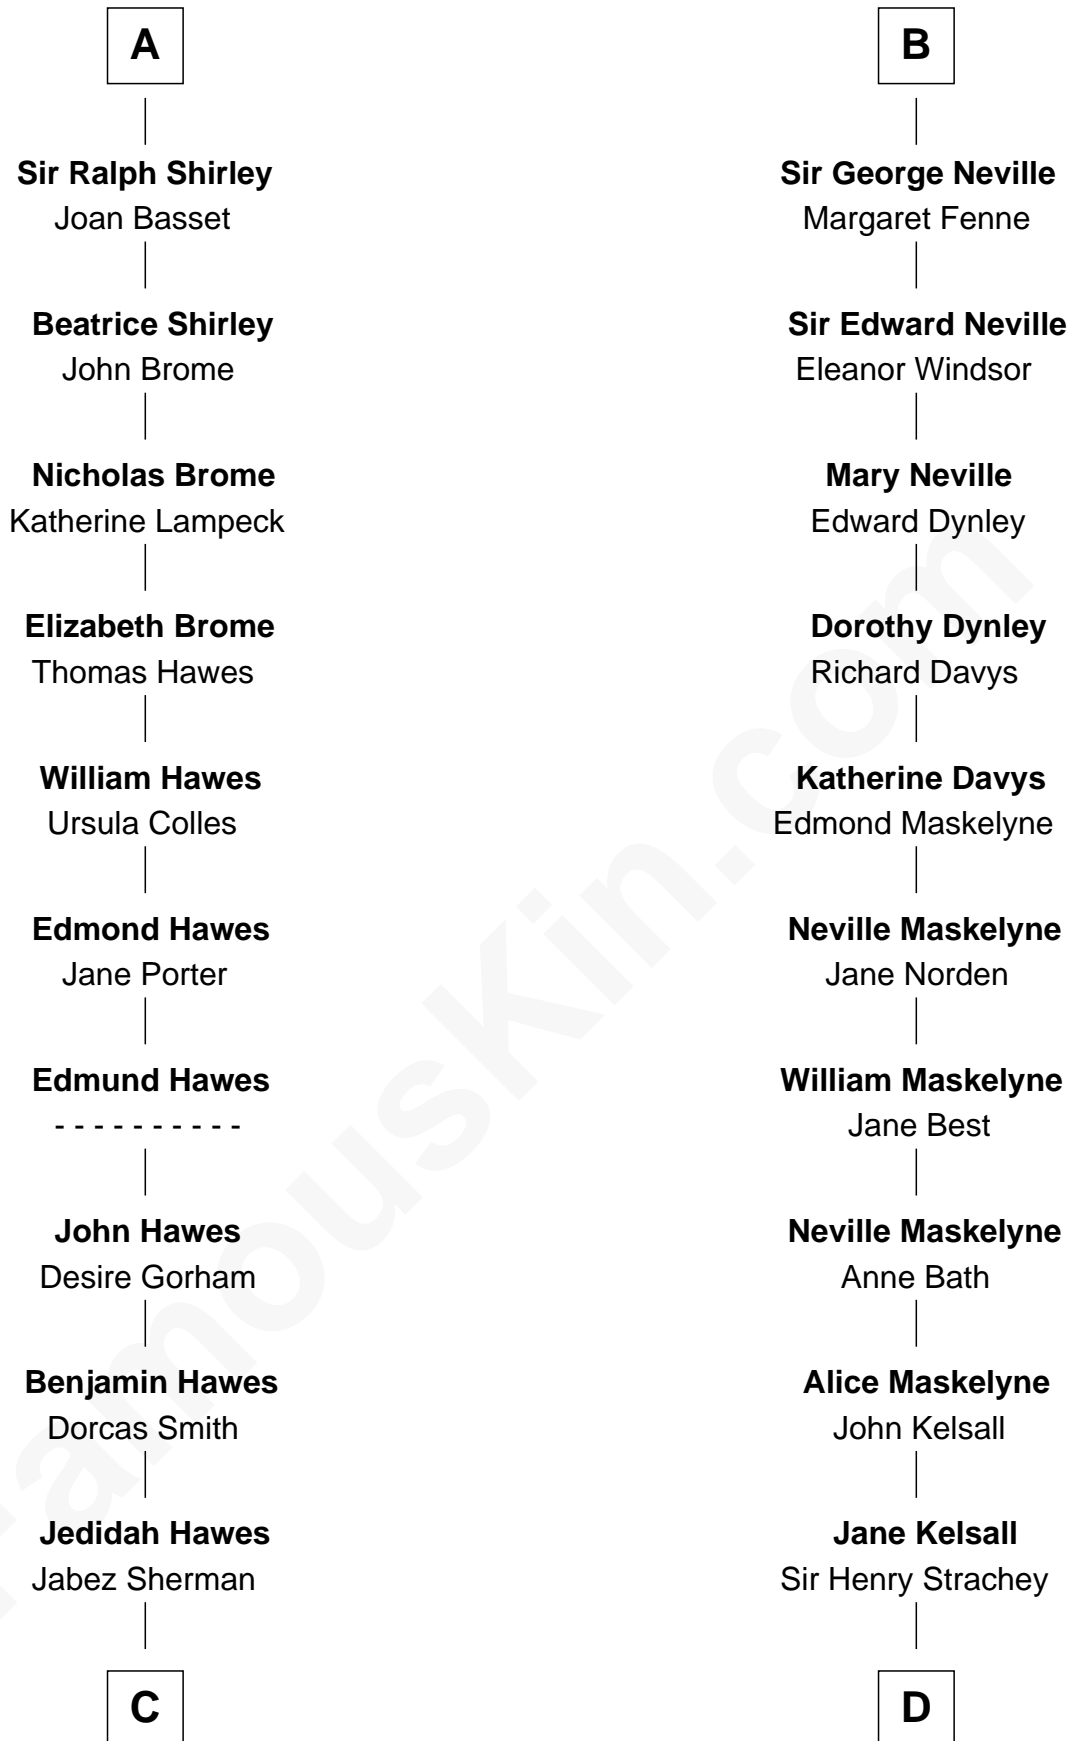 A
Sir Ralph Shirley
Joan Basset
Beatrice Shirley
John Brome
Nicholas Brome
Katherine Lampeck
Elizabeth Brome
Thomas Hawes
William Hawes
Ursula Colles
Edmond Hawes
Jane Porter
Edmund Hawes
- - - - - - - - - -
John Hawes
Desire Gorham
Benjamin Hawes
Dorcas Smith
Jedidah Hawes
Jabez Sherman
C
B
Sir George Neville
Margaret Fenne
Sir Edward Neville
Eleanor Windsor
Mary Neville
Edward Dynley
Dorothy Dynley
Richard Davys
Katherine Davys
Edmond Maskelyne
Neville Maskelyne
Jane Norden
William Maskelyne
Jane Best
Neville Maskelyne
Anne Bath
Alice Maskelyne
John Kelsall
Jane Kelsall
Sir Henry Strachey
D
FamousKin.com